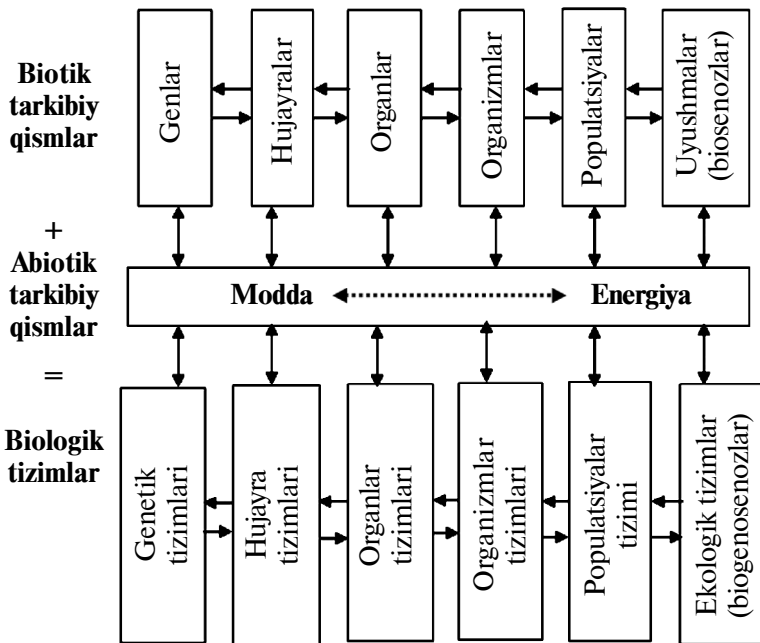 Biotik
tarkibiy
qismlar
Genlar
Hujayralar
Organlar
Organizmlar
Populatsiyalar
Uyushmalar
(biosenozlar)
+
Abiotik
tarkibiy
qismlar
Modda
Energiya
=
Biologik
tizimlar
Genetik
tizimlari
Hujayra
tizimlari
Organlar
tizimlari
Organizmlar
tizimlari
Populatsiyalar
tizimi
Ekologik tizimlar
(biogenosenozlar)